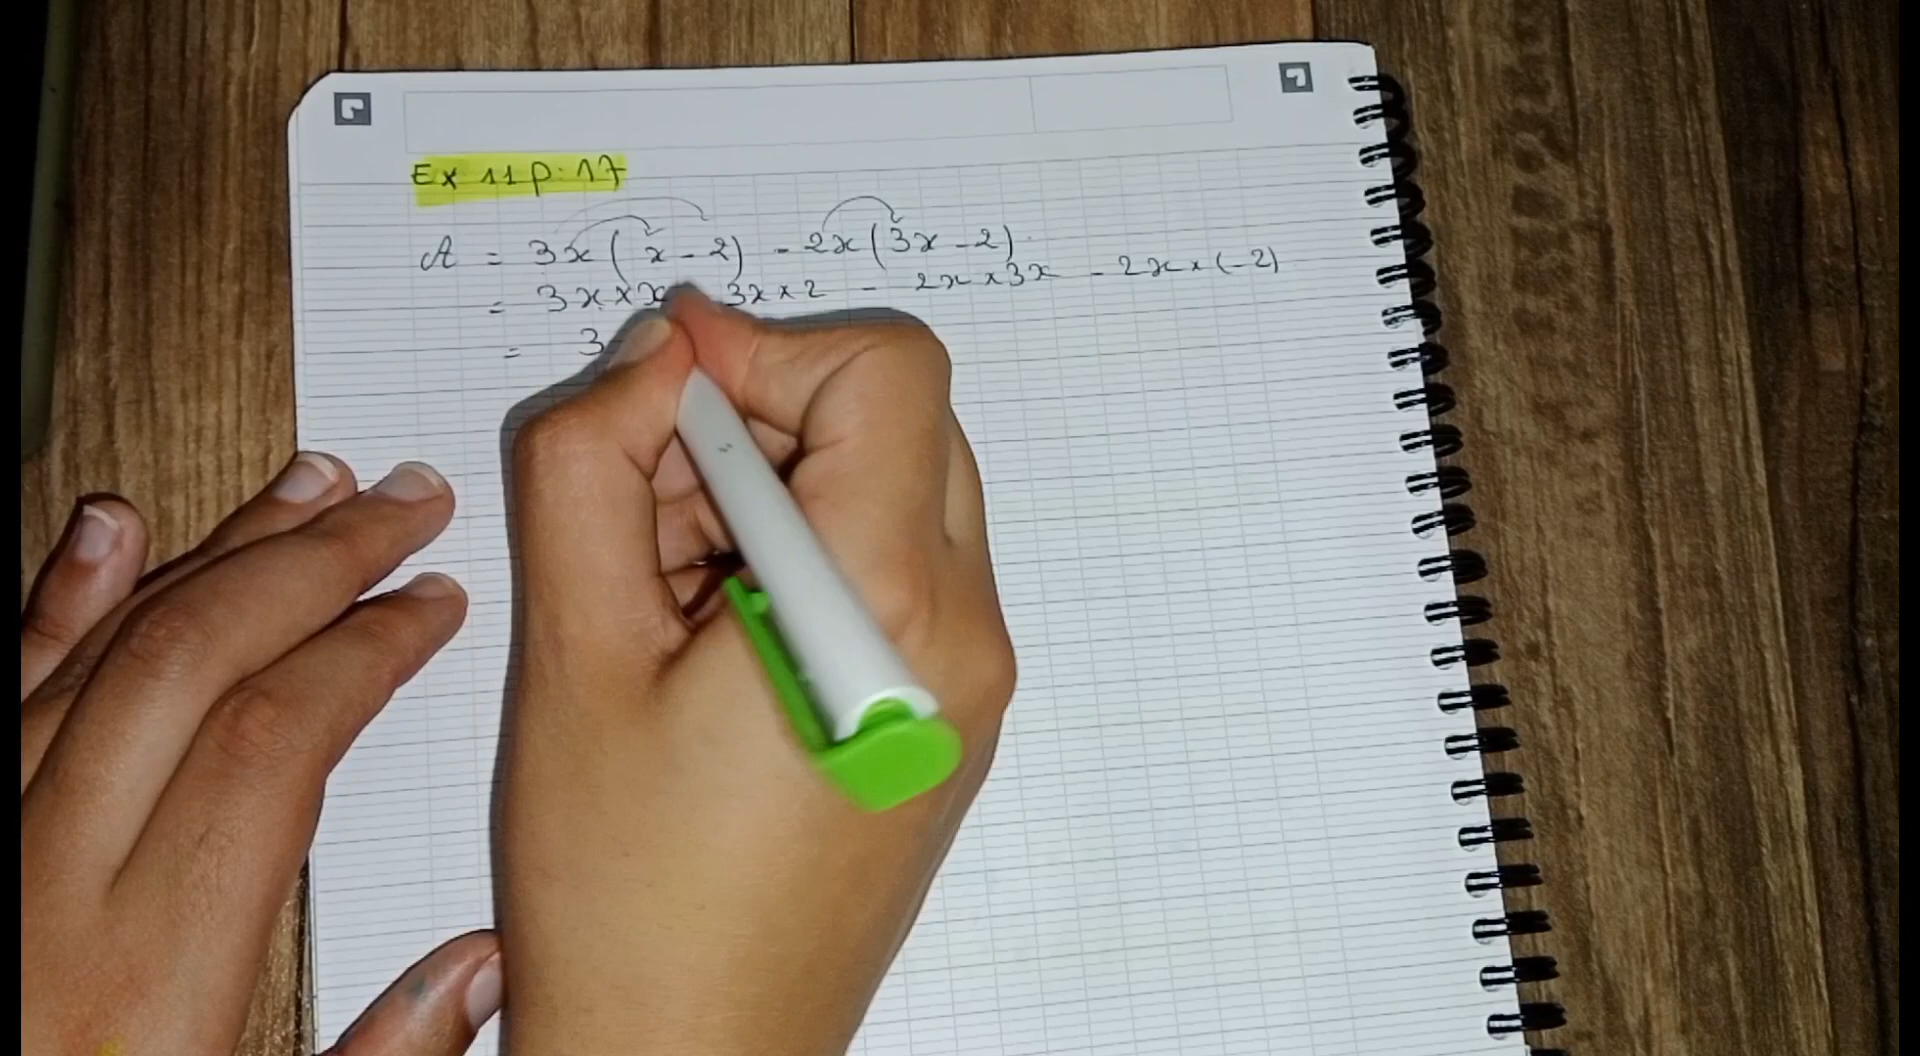 Ex 11 p: 17
A = 3x(x-2) - 2x(3x-2)
= 3x×x 3x×2 - 2x×3x - 2x×(-2)
= 3